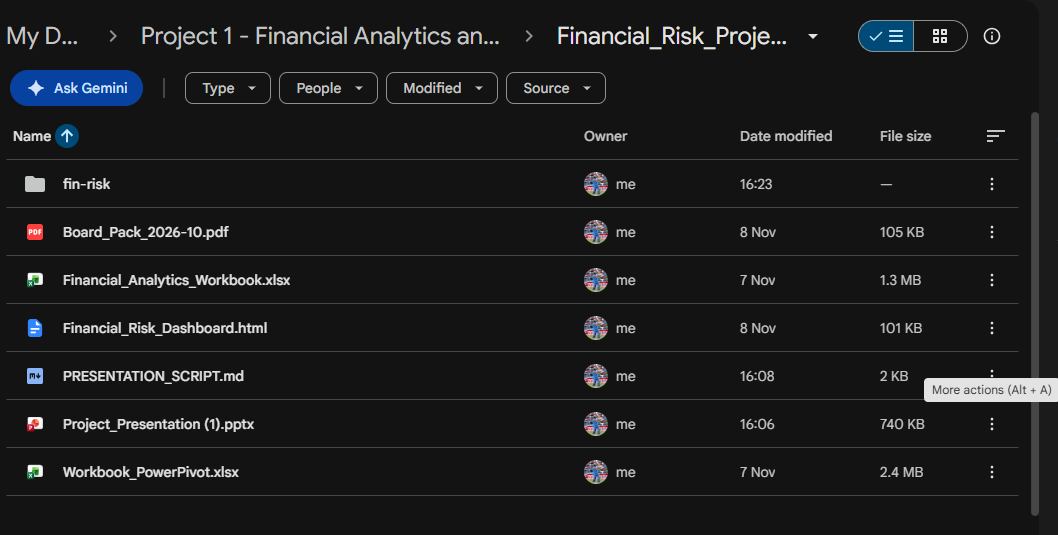 My D... > Project 1 - Financial Analytics an... > Financial_Risk_Proje...
Ask Gemini Type People Modified Source
Name Owner Date modified File size
fin-risk me 16:23 —
PDF Board_Pack_2026-10.pdf me 8 Nov 105 KB
Financial_Analytics_Workbook.xlsx me 7 Nov 1.3 MB
Financial_Risk_Dashboard.html me 8 Nov 101 KB
PRESENTATION_SCRIPT.md me 16:08 2 KB
More actions (Alt + A)
Project_Presentation (1).pptx me 16:06 740 KB
Workbook_PowerPivot.xlsx me 7 Nov 2.4 MB